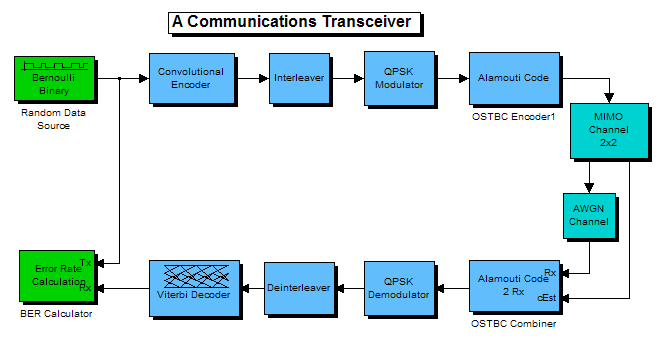 A Communications Transceiver
Bernoulli
Binary
Random Data
Source
Convolutional
Encoder
Interleaver
QPSK
Modulator
Alamouti Code
OSTBC Encoder1
MIMO
Channel
2x2
AWGN
Channel
Tx
Error Rate
Calculation
Rx
BER Calculator
Viterbi Decoder
Deinterleaver
QPSK
Demodulator
Rx
Alamouti Code
2 Rx
cEst
OSTBC Combiner